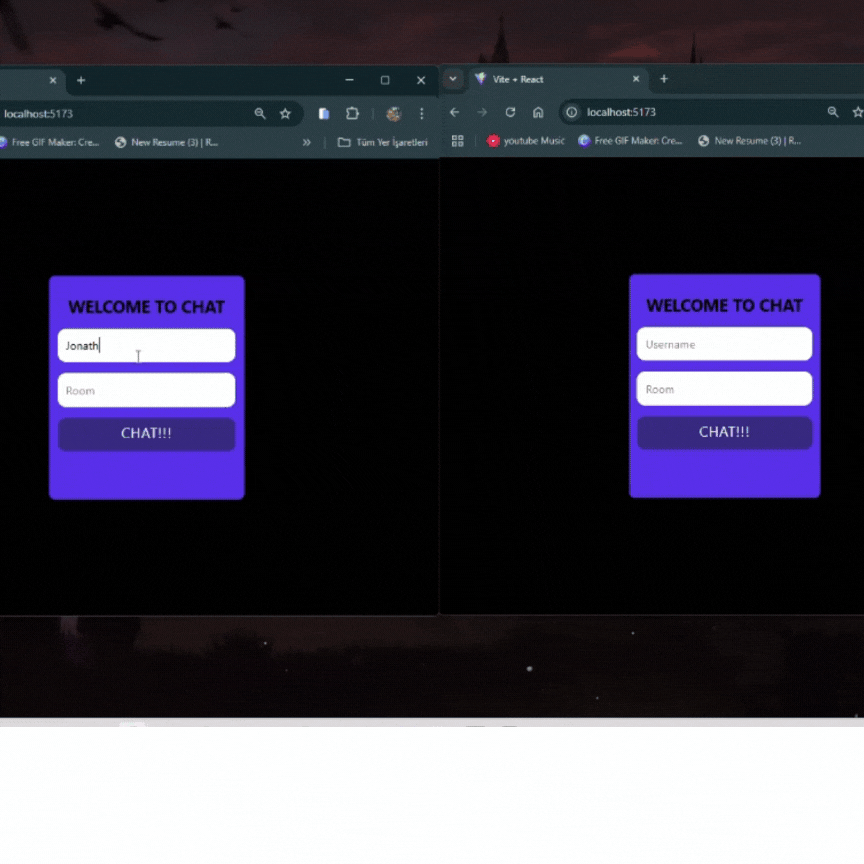 localhost:5173
Free GIF Maker: Cre...
New Resume (3) | R...
Tüm Yer İşaretleri
WELCOME TO CHAT
Jonath
Room
CHAT!!!
Vite + React
localhost:5173
youtube Music
Free GIF Maker: Cre...
New Resume (3) | R...
WELCOME TO CHAT
Username
Room
CHAT!!!